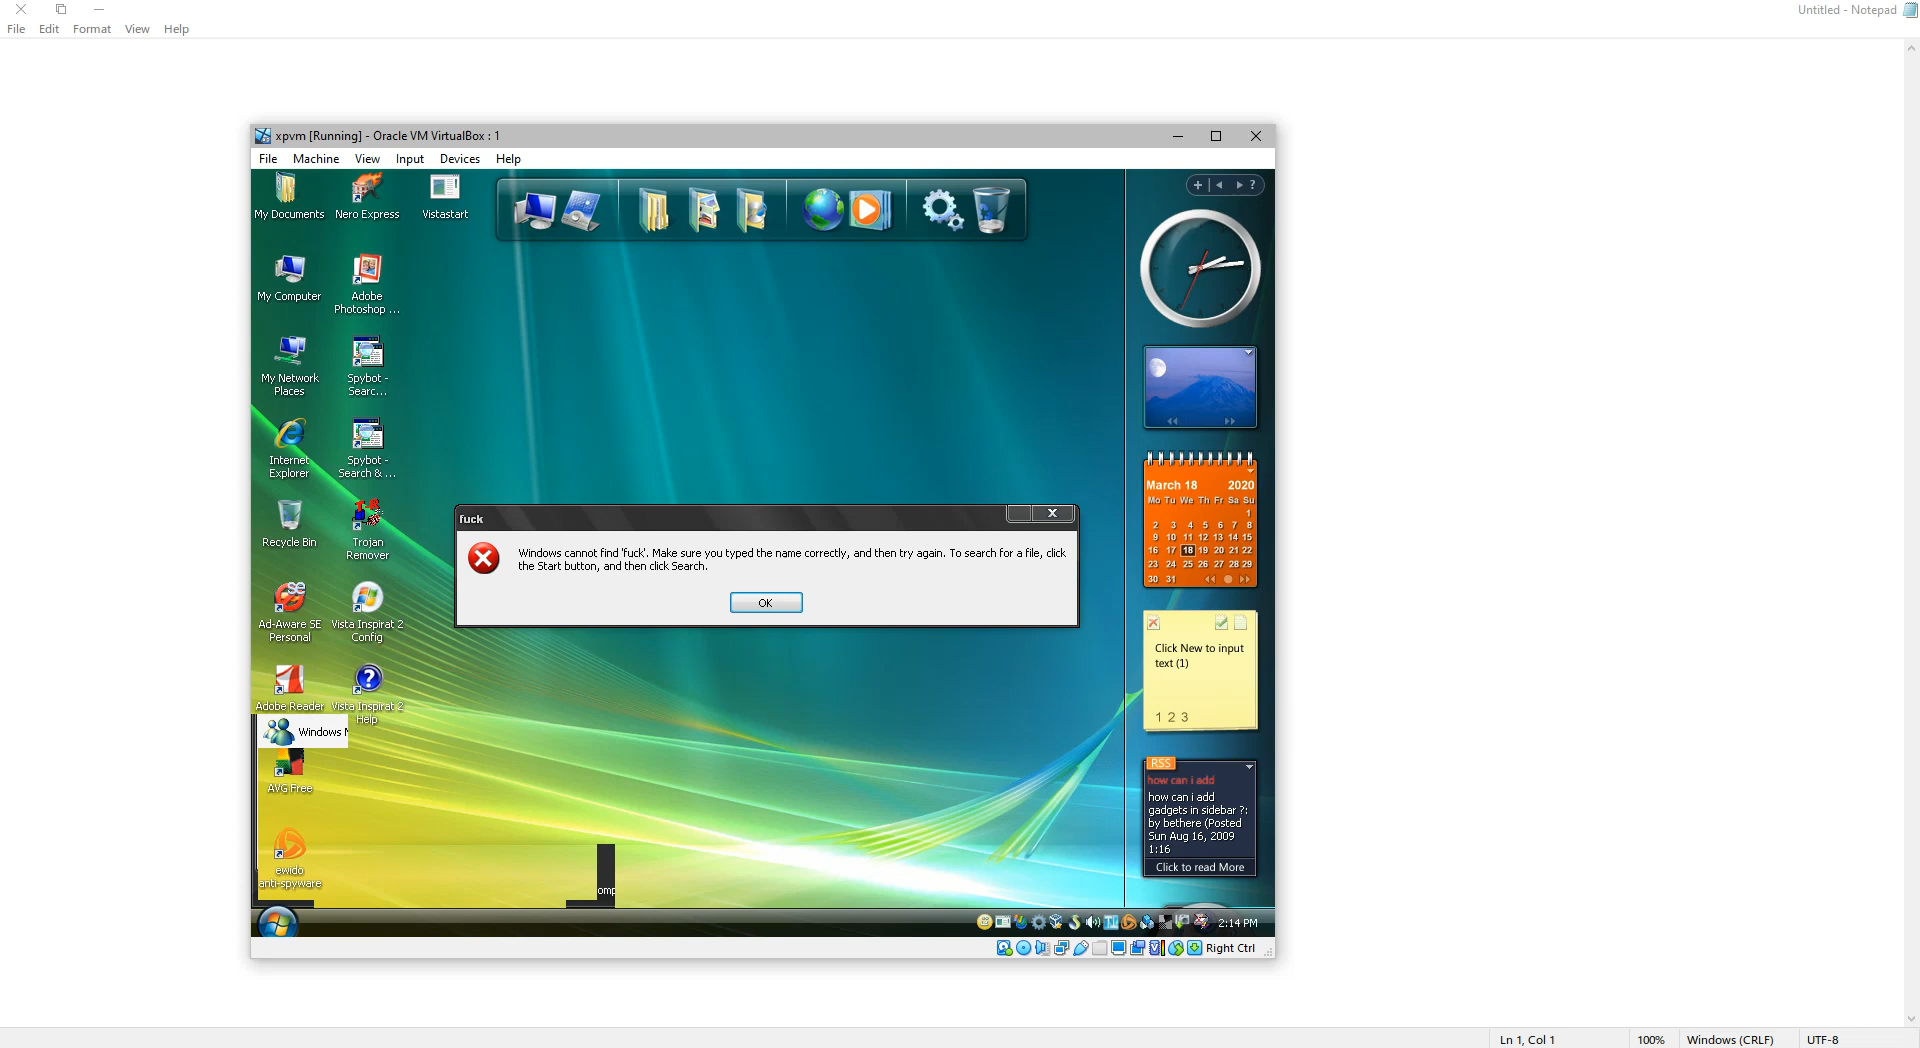 Untitled - Notepad
File Edit Format View Help
xpvm [Running] - Oracle VM VirtualBox : 1
File Machine View Input Devices Help
My Documents
Nero Express
Vistastart
My Computer
Adobe
Photoshop ...
My Network
Places
Spybot -
Searc...
Internet
Explorer
Spybot -
Search & ...
Recycle Bin
Trojan
Remover
Ad-Aware SE
Personal
Vista Inspirat 2
Config
Adobe Reader
Vista Inspirat 2
Help
Windows
AVG Free
ewido
anti-spyware
omp
fuck
X
Windows cannot find 'fuck'. Make sure you typed the name correctly, and then try again. To search for a file, click
the Start button, and then click Search.
OK
+ ?
March 18 2020
Mo Tu We Th Fr Sa Su
1
2 3 4 5 6 7 8
9 10 11 12 13 14 15
16 17 18 19 20 21 22
23 24 25 26 27 28 29
30 31
Click New to input
text (1)
1 2 3
RSS
how can i add
how can i add
gadgets in sidebar ?:
by bethere (Posted
Sun Aug 16, 2009
1:16
Click to read More
2:14 PM
Right Ctrl
Ln 1, Col 1 100% Windows (CRLF) UTF-8